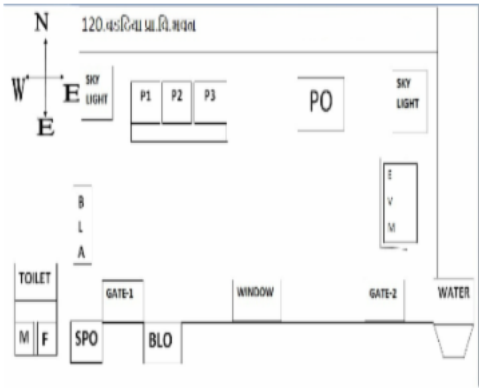 N
120.વડદિવા પ્રા.વિ.ભવન
W
E
E
SKY
LIGHT
P1
P2
P3
PO
SKY
LIGHT
E
V
M
B
L
A
TOILET
GATE-1
WINDOW
GATE-2
WATER
M
F
SPO
BLO